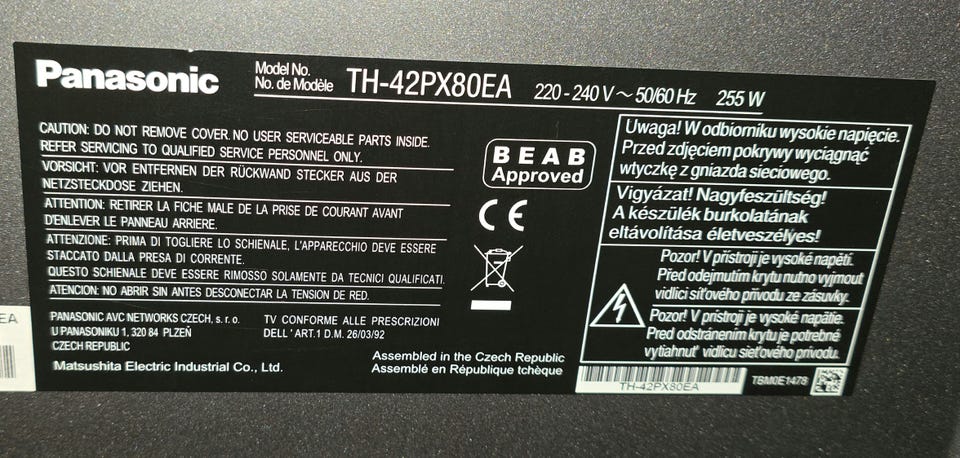 Panasonic
Model No.
No. de Modèle
TH-42PX80EA
220 - 240 V ~ 50/60 Hz
255 W
CAUTION: DO NOT REMOVE COVER. NO USER SERVICEABLE PARTS INSIDE.
REFER SERVICING TO QUALIFIED SERVICE PERSONNEL ONLY.
VORSICHT: VOR ENTFERNEN DER RÜCKWAND STECKER AUS DER
NETZSTECKDOSE ZIEHEN.
ATTENTION: RETIRER LA FICHE MALE DE LA PRISE DE COURANT AVANT
D'ENLEVER LE PANNEAU ARRIERE.
ATTENZIONE: PRIMA DI TOGLIERE LO SCHIENALE, L'APPARECCHIO DEVE ESSERE
STACCATO DALLA PRESA DI CORRENTE.
QUESTO SCHIENALE DEVE ESSERE RIMOSSO SOLAMENTE DA TECNICI QUALIFICATI.
ATENCION: NO ABRIR SIN ANTES DESCONECTAR LA TENSION DE RED.
PANASONIC AVC NETWORKS CZECH, s. r. o.
U PANASONIKU 1, 320 84 PLZEŇ
CZECH REPUBLIC
TV CONFORME ALLE PRESCRIZIONI
DELL' ART.1 D.M. 26/03/92
Matsushita Electric Industrial Co., Ltd.
Assembled in the Czech Republic
Assemblé en République tchèque
BEAB
Approved
CE
Uwaga! W odbiorniku wysokie napięcie.
Przed zdjęciem pokrywy wyciągnąć
wtyczkę z gniazda sieciowego.
Vigyázat! Nagyfeszültség!
A készülék burkolatának
eltávolítása életveszélyes!
Pozor! V přístroji je vysoké napětí.
Před odejmutím krytu nutno vyjmout
vidlici síťového přívodu ze zásuvky.
Pozor! V prístroji je vysoké napätie.
Pred odstránením krytu je potrebné
vytiahnuť vidlicu sieťového prívodu.
TH-42PX80EA
TBM0E1478
EA